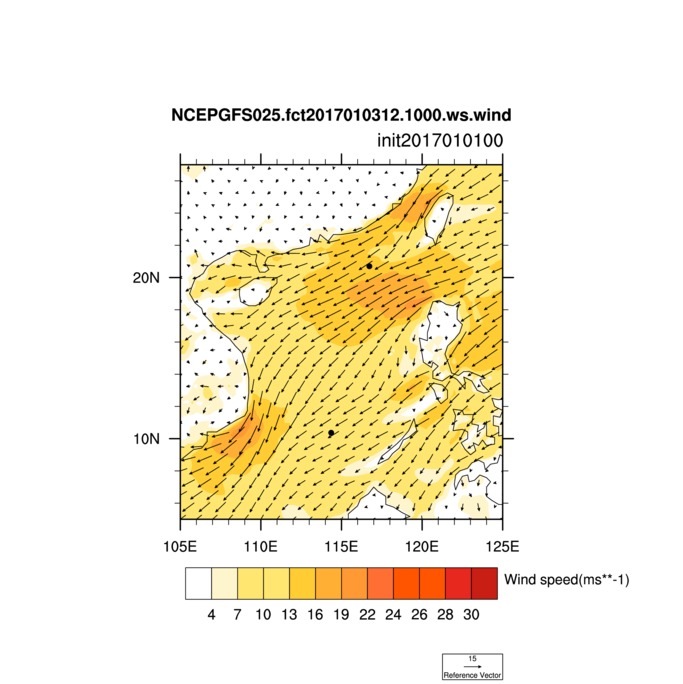 NCEPGFS025.fct2017010312.1000.ws.wind
init2017010100
20N
10N
105E 110E 115E 120E 125E
Wind speed(ms**-1)
4 7 10 13 16 19 22 24 26 28 30
15
Reference Vector